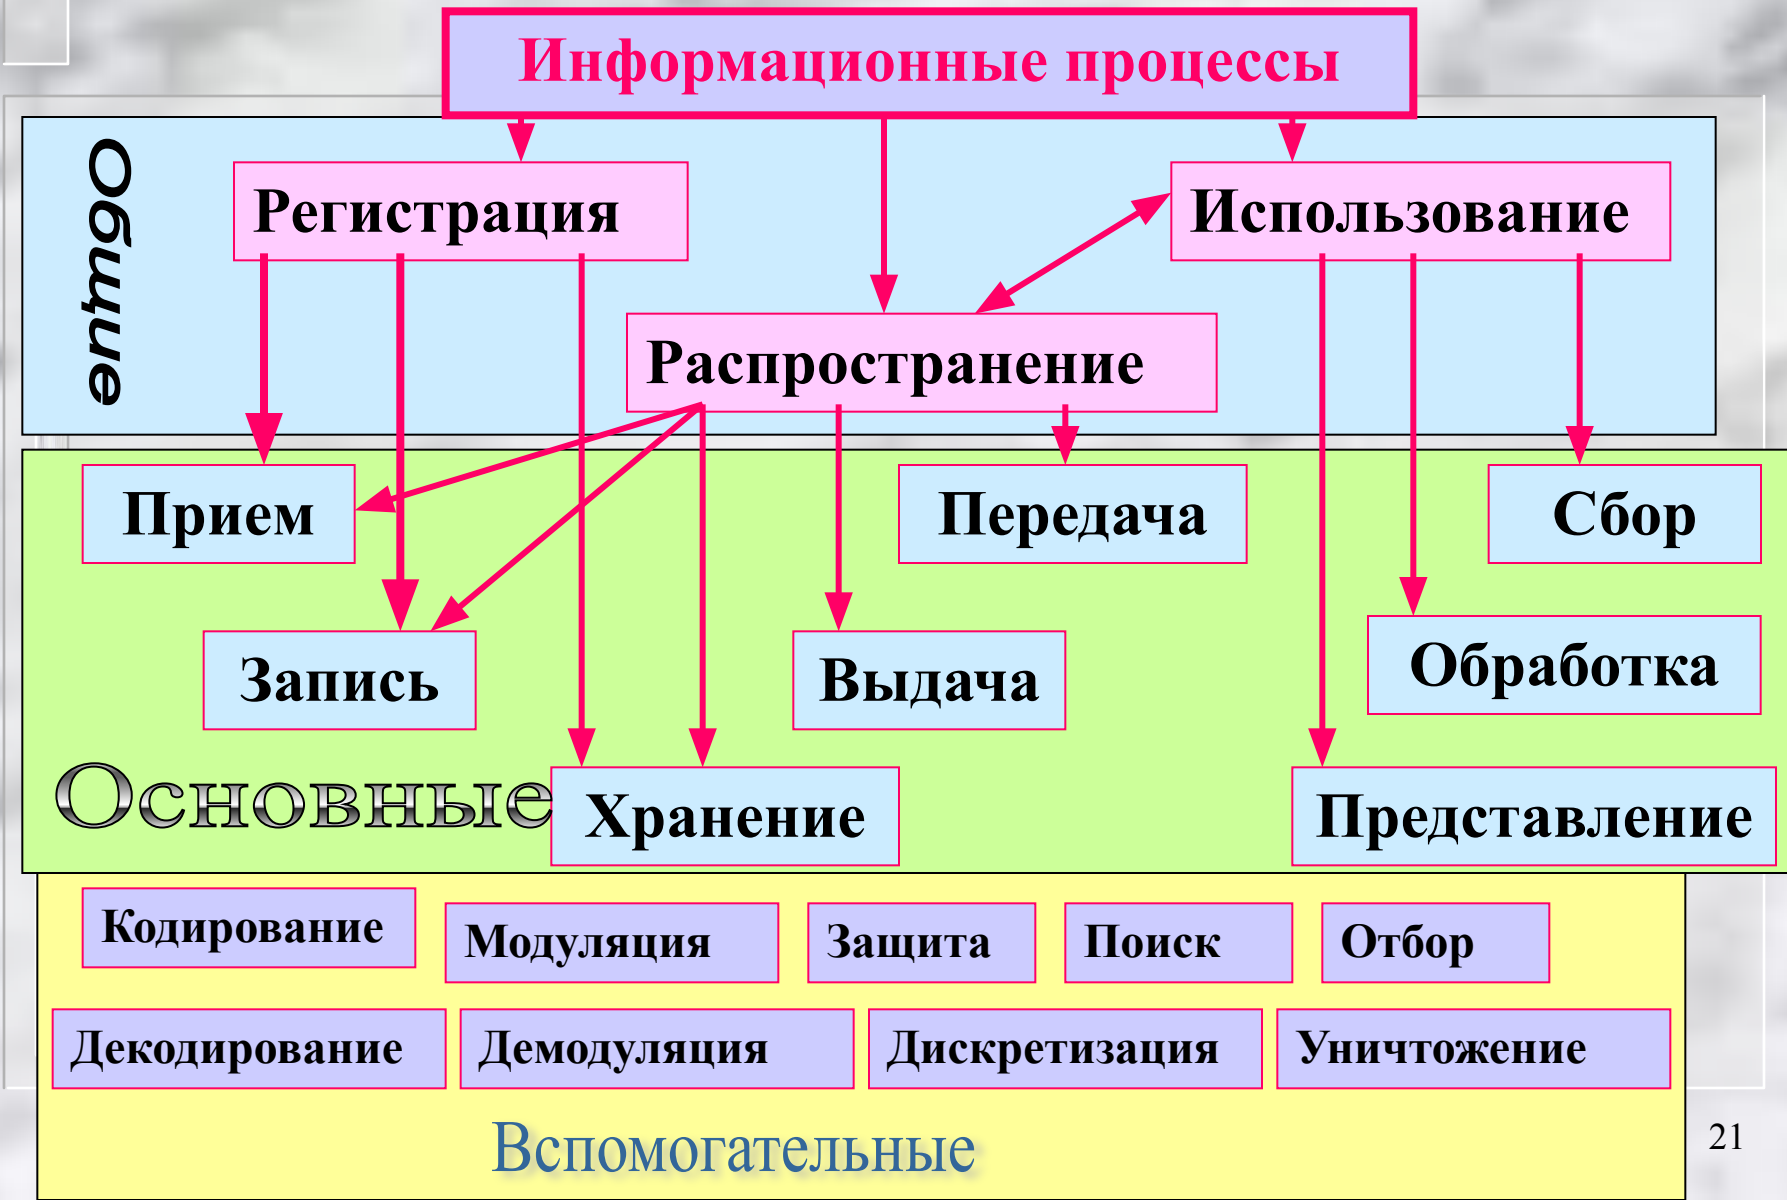 Информационные процессы
Общие
Регистрация
Использование
Распространение
Прием
Передача
Сбор
Запись
Выдача
Обработка
Основные
Хранение
Представление
Кодирование
Модуляция
Защита
Поиск
Отбор
Декодирование
Демодуляция
Дискретизация
Уничтожение
Вспомогательные
21